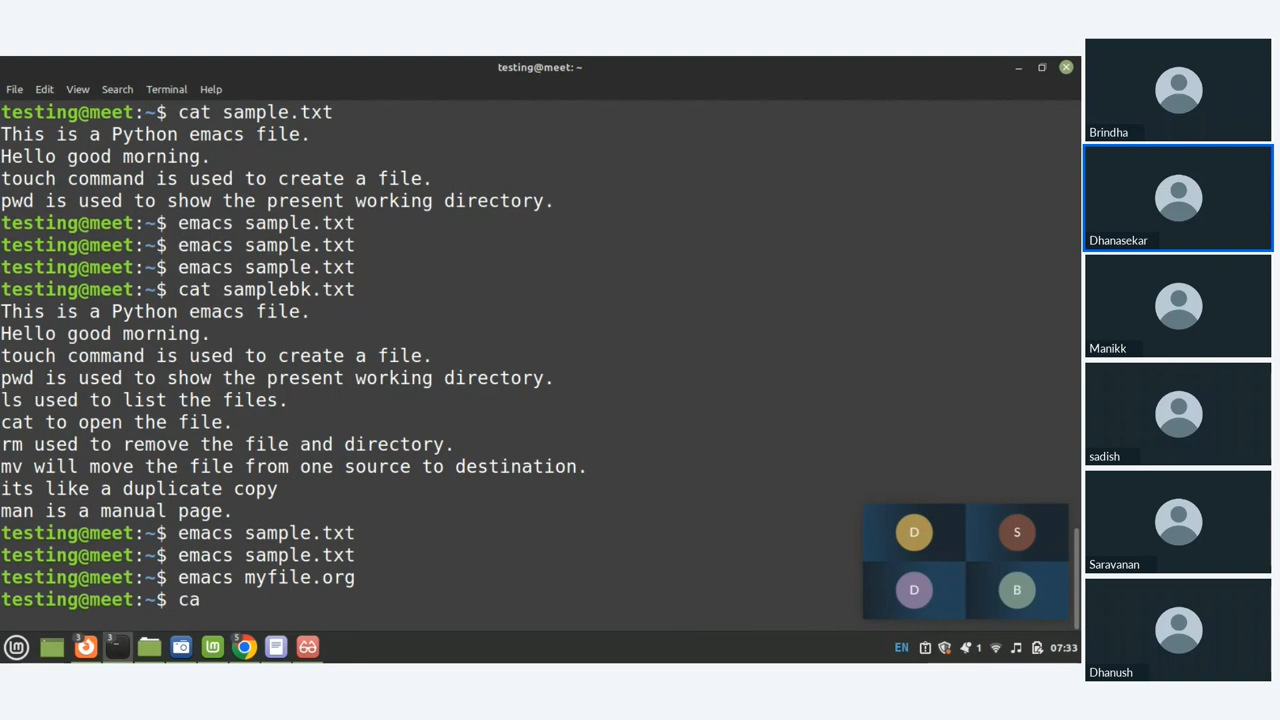 testing@meet: ~
File Edit View Search Terminal Help
testing@meet:~$ cat sample.txt
This is a Python emacs file.
Hello good morning.
touch command is used to create a file.
pwd is used to show the present working directory.
testing@meet:~$ emacs sample.txt
testing@meet:~$ emacs sample.txt
testing@meet:~$ emacs sample.txt
testing@meet:~$ cat samplebk.txt
This is a Python emacs file.
Hello good morning.
touch command is used to create a file.
pwd is used to show the present working directory.
ls used to list the files.
cat to open the file.
rm used to remove the file and directory.
mv will move the file from one source to destination.
its like a duplicate copy
man is a manual page.
testing@meet:~$ emacs sample.txt
testing@meet:~$ emacs sample.txt
testing@meet:~$ emacs myfile.org
testing@meet:~$ ca
D S
D B
3 3 5
EN 1 07:33
Brindha
Dhanasekar
Manikk
sadish
Saravanan
Dhanush